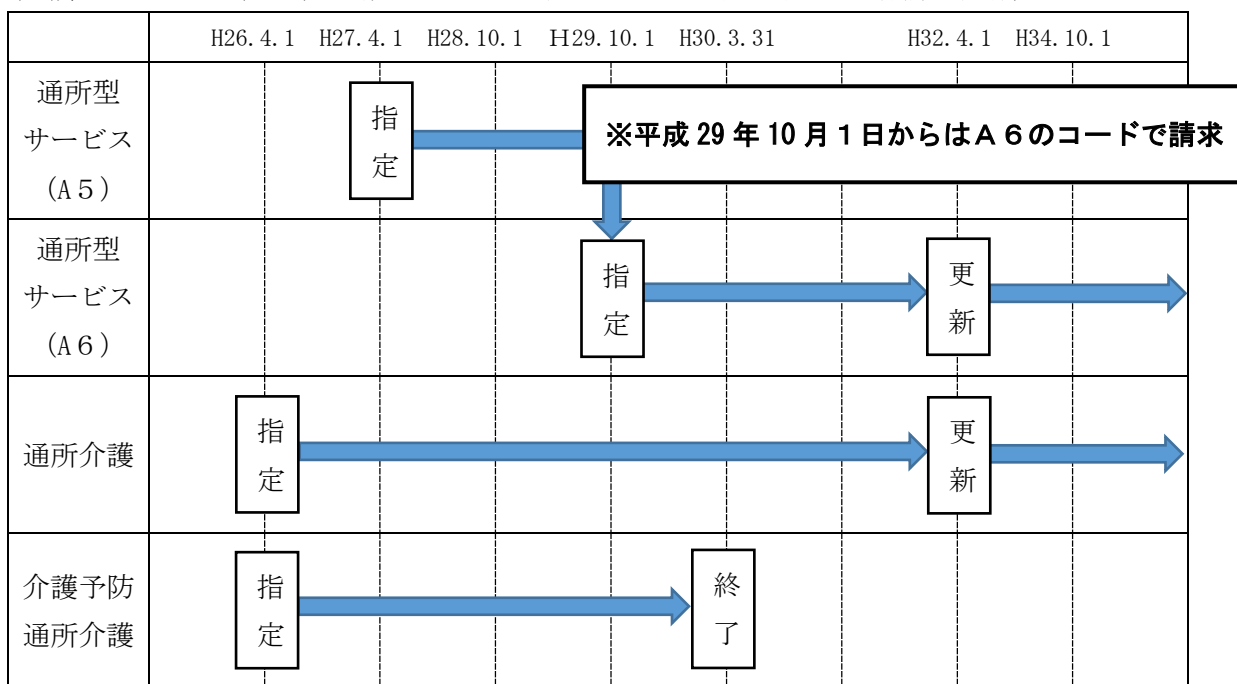 H26.4.1 H27.4.1 H28.10.1 H29.10.1 H30.3.31 H32.4.1 H34.10.1
通所型
サービス
(A5)
指
定
※平成29年10月1日からはA6のコードで請求
通所型
サービス
(A6)
指
定
更
新
通所介護
指
定
更
新
介護予防
通所介護
指
定
終
了